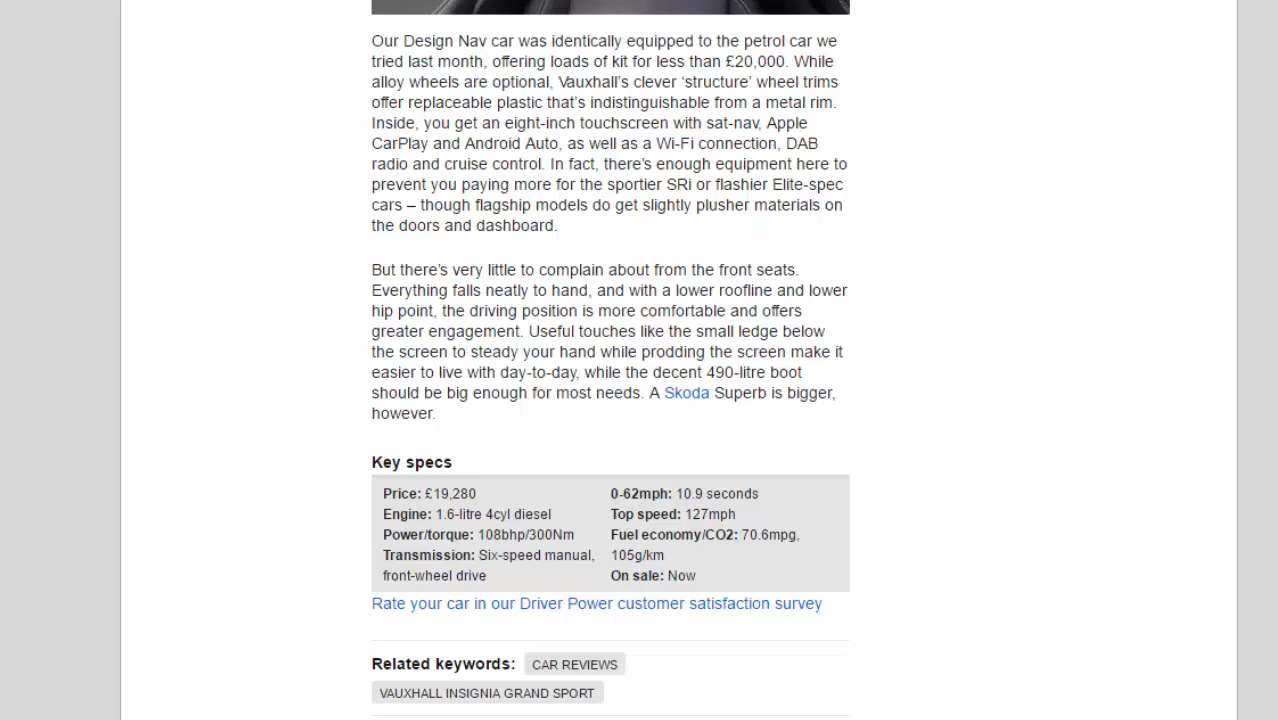 Our Design Nav car was identically equipped to the petrol car we
tried last month, offering loads of kit for less than £20,000. While
alloy wheels are optional, Vauxhall’s clever ‘structure’ wheel trims
offer replaceable plastic that’s indistinguishable from a metal rim.
Inside, you get an eight-inch touchscreen with sat-nav, Apple
CarPlay and Android Auto, as well as a Wi-Fi connection, DAB
radio and cruise control. In fact, there’s enough equipment here to
prevent you paying more for the sportier SRi or flashier Elite-spec
cars – though flagship models do get slightly plusher materials on
the doors and dashboard.
But there’s very little to complain about from the front seats.
Everything falls neatly to hand, and with a lower roofline and lower
hip point, the driving position is more comfortable and offers
greater engagement. Useful touches like the small ledge below
the screen to steady your hand while prodding the screen make it
easier to live with day-to-day, while the decent 490-litre boot
should be big enough for most needs. A Skoda Superb is bigger,
however.
Key specs
Price: £19,280
Engine: 1.6-litre 4cyl diesel
Power/torque: 108bhp/300Nm
Transmission: Six-speed manual,
front-wheel drive
0-62mph: 10.9 seconds
Top speed: 127mph
Fuel economy/CO2: 70.6mpg,
105g/km
On sale: Now
Rate your car in our Driver Power customer satisfaction survey
Related keywords: CAR REVIEWS
VAUXHALL INSIGNIA GRAND SPORT